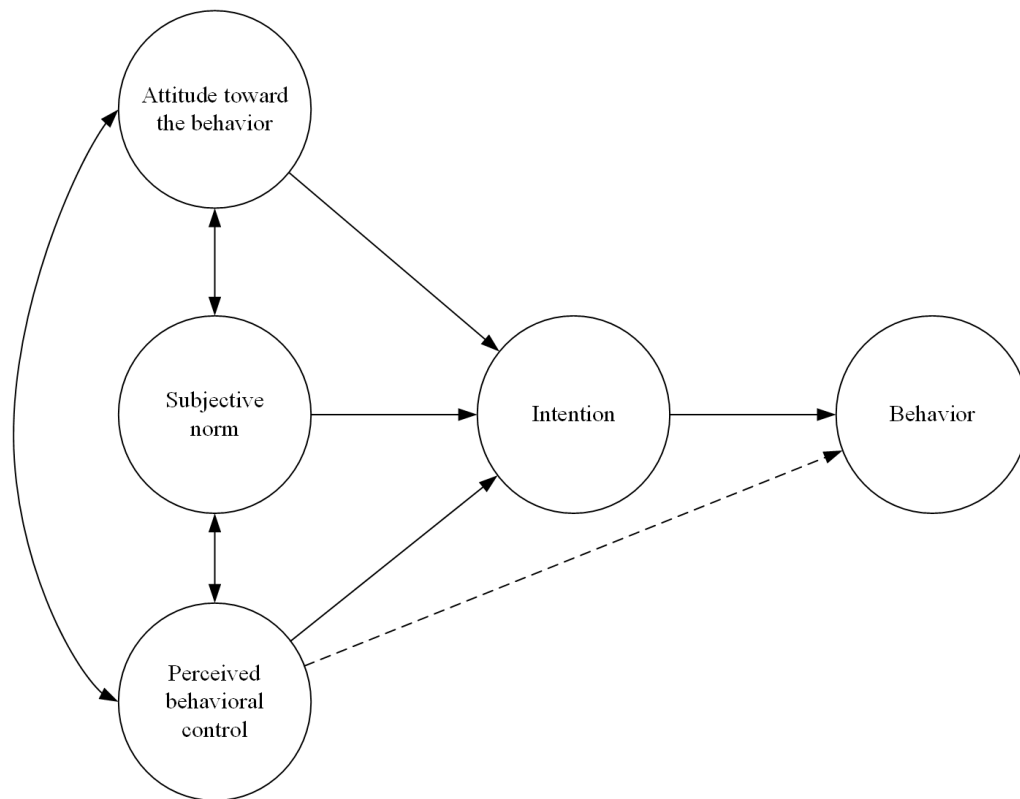 Attitude toward
the behavior
Subjective
norm
Intention
Behavior
Perceived
behavioral
control